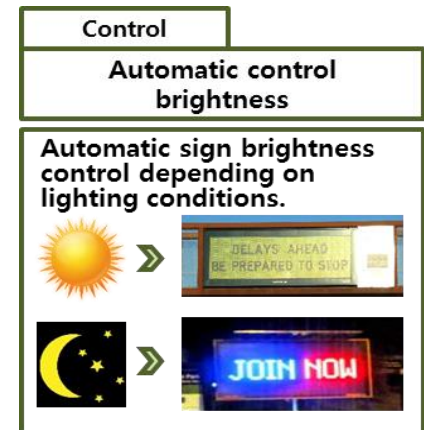 Control
Automatic control
brightness
Automatic sign brightness
control depending on
lighting conditions.
DELAYS AHEAD
BE PREPARED TO STOP
JOIN NOW